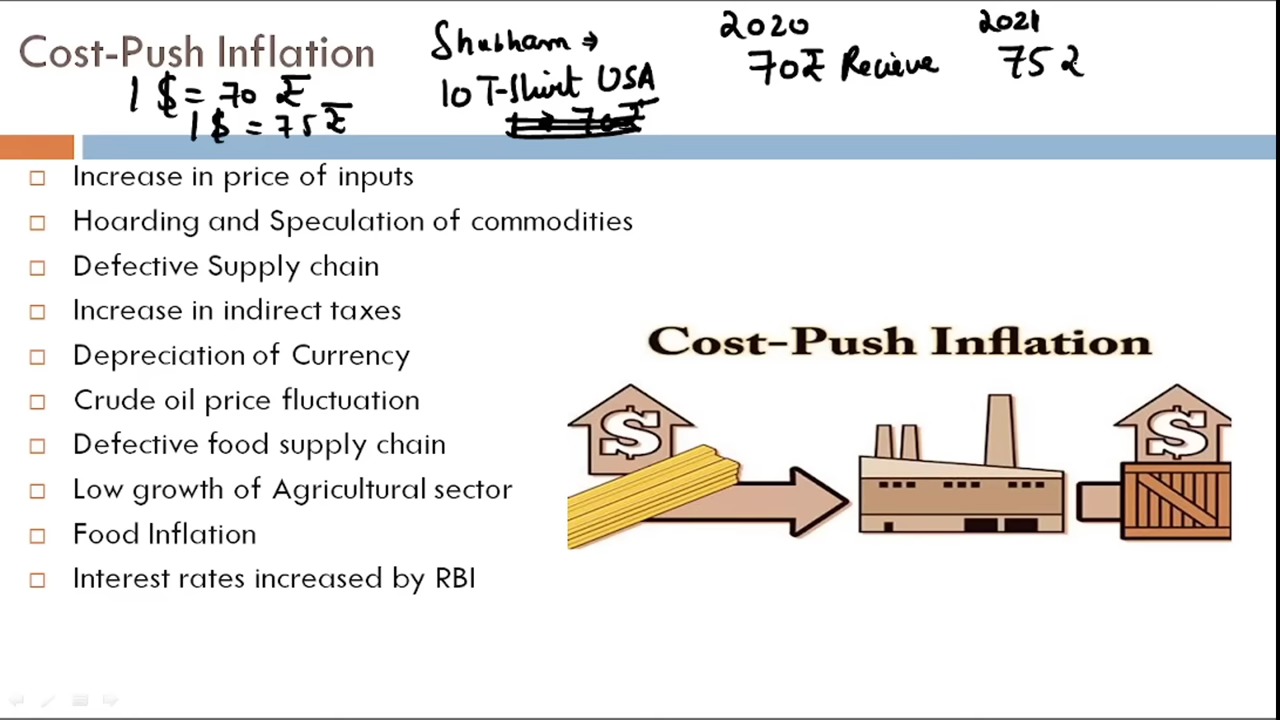 Cost-Push Inflation
1 $ = 70 ₹
1 $ = 75 ₹
Shubham →
10 T-Shirt USA
2020
70₹ Recieve
2021
75 ₹
Increase in price of inputs
Hoarding and Speculation of commodities
Defective Supply chain
Increase in indirect taxes
Depreciation of Currency
Crude oil price fluctuation
Defective food supply chain
Low growth of Agricultural sector
Food Inflation
Interest rates increased by RBI
Cost-Push Inflation
$
$